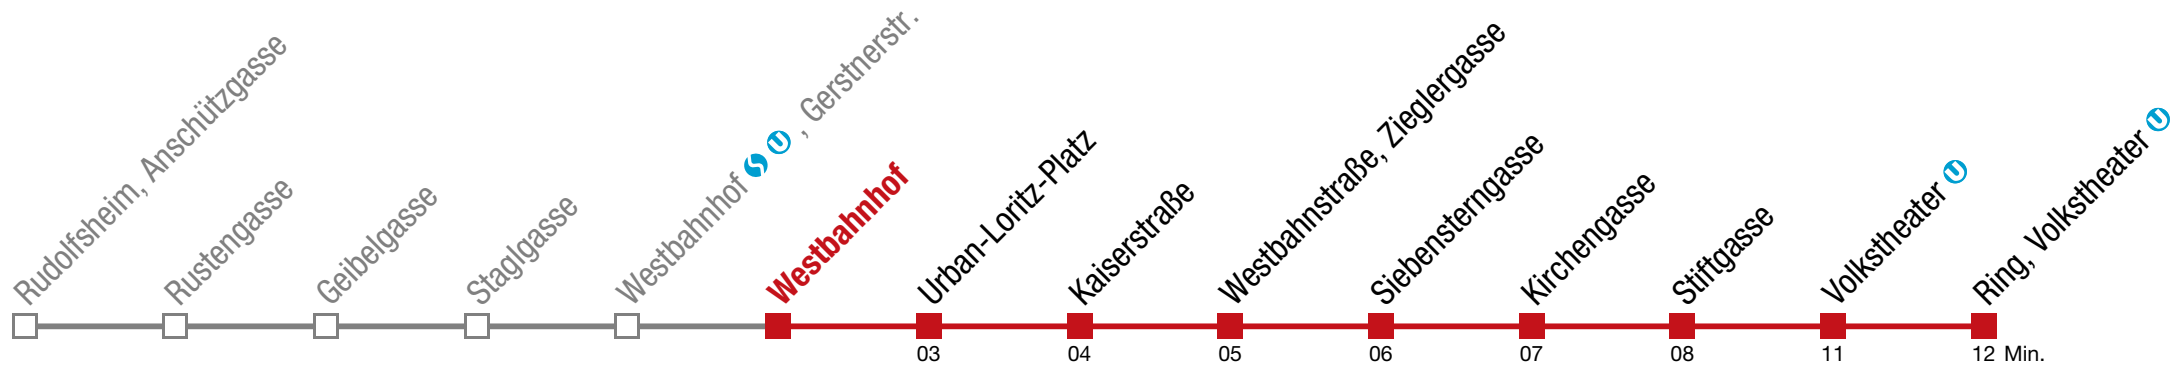 Rudolfsheim, Anschützgasse
Rustengasse
Geibelgasse
Staglgasse
Westbahnhof S U , Gerstnerstr.
Westbahnhof
Urban-Loritz-Platz
Kaiserstraße
Westbahnstraße, Zieglergasse
Siebensterngasse
Kirchengasse
Stiftgasse
Volkstheater U
Ring, Volkstheater U
03 04 05 06 07 08 11 12 Min.